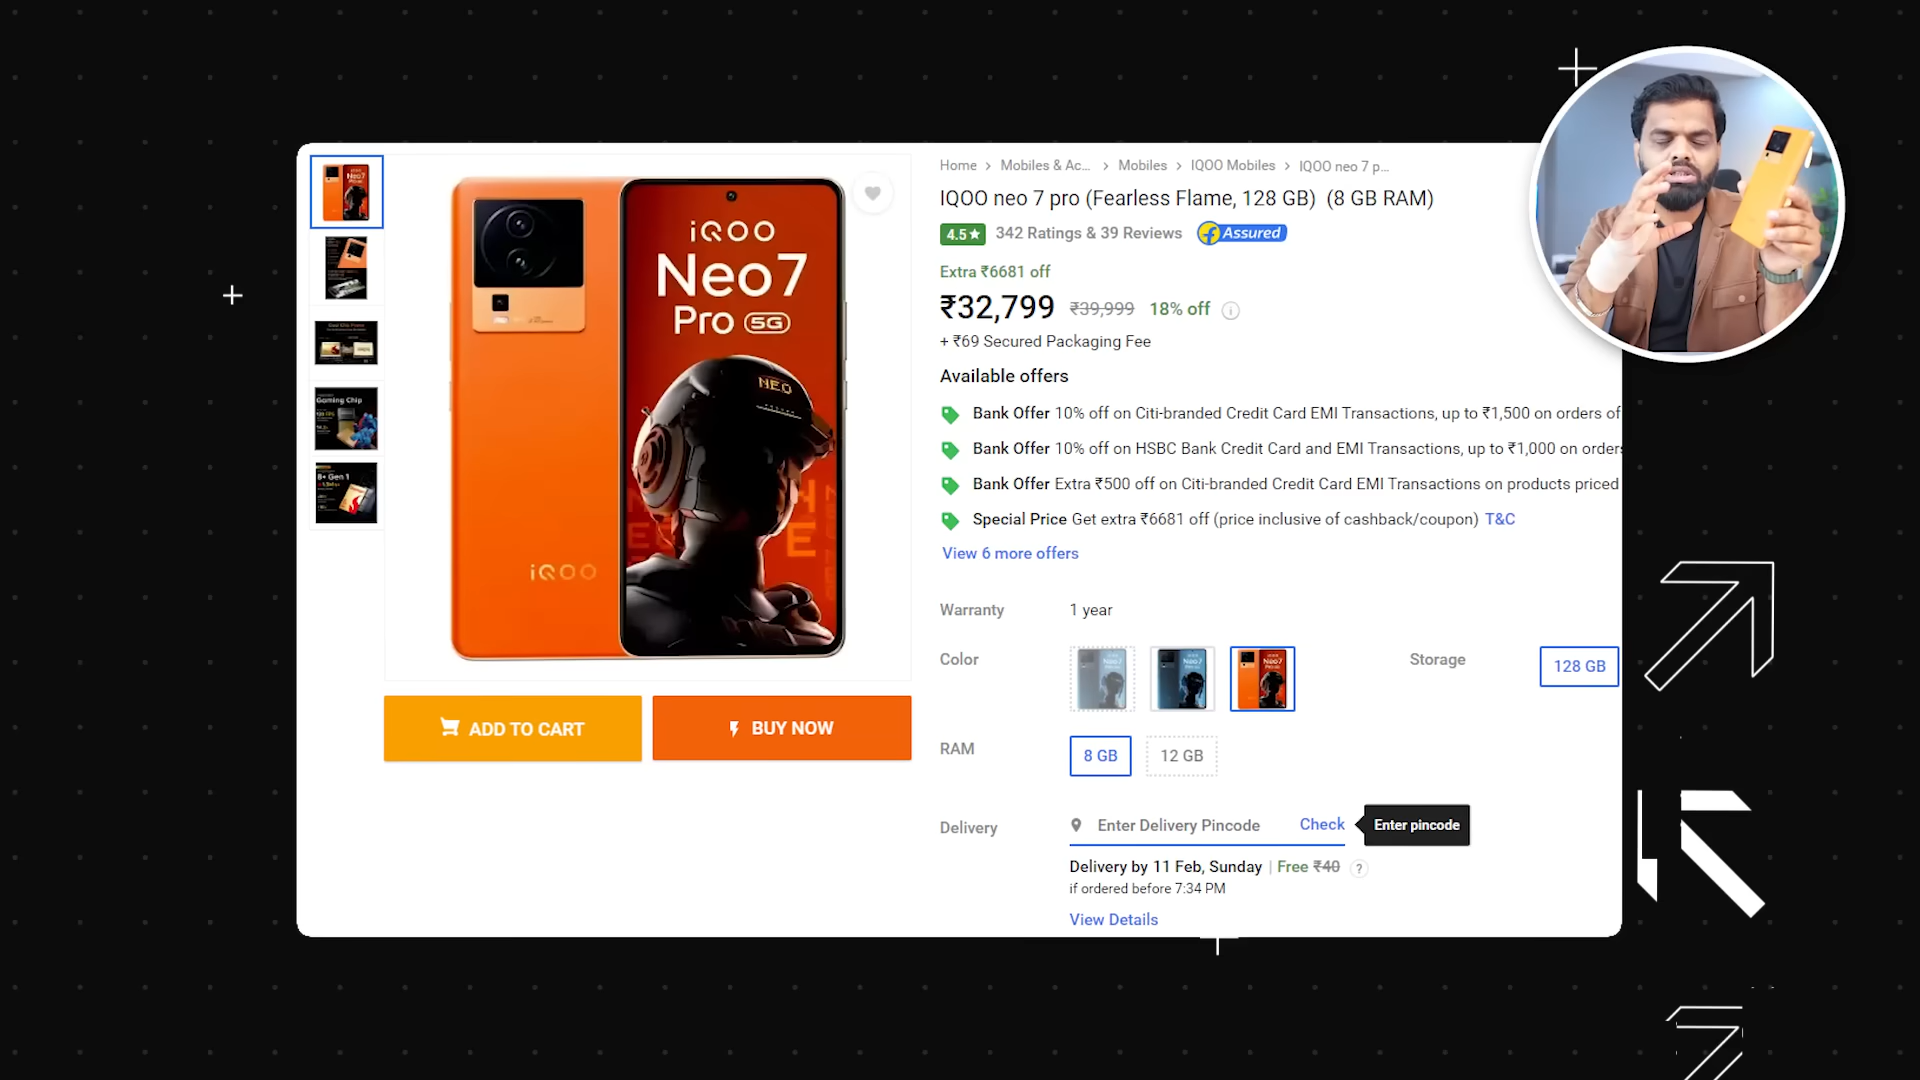 Home > Mobiles & Ac... > Mobiles > IQOO Mobiles > IQOO neo 7 p...
IQOO neo 7 pro (Fearless Flame, 128 GB) (8 GB RAM)
4.5★ 342 Ratings & 39 Reviews Assured
Extra ₹6681 off
₹32,799 ₹39,999 18% off
+ ₹69 Secured Packaging Fee
Available offers
Bank Offer 10% off on Citi-branded Credit Card EMI Transactions, up to ₹1,500 on orders of
Bank Offer 10% off on HSBC Bank Credit Card and EMI Transactions, up to ₹1,000 on orders
Bank Offer Extra ₹500 off on Citi-branded Credit Card EMI Transactions on products priced
Special Price Get extra ₹6681 off (price inclusive of cashback/coupon) T&C
View 6 more offers
Warranty 1 year
Color
Storage 128 GB
RAM 8 GB 12 GB
Delivery Enter Delivery Pincode Check Enter pincode
Delivery by 11 Feb, Sunday | Free ₹40 ?
if ordered before 7:34 PM
View Details
iQOO
Neo7
Pro 5G
NEO
iQOO
ADD TO CART
BUY NOW
Gaming Chip
8+ Gen 1